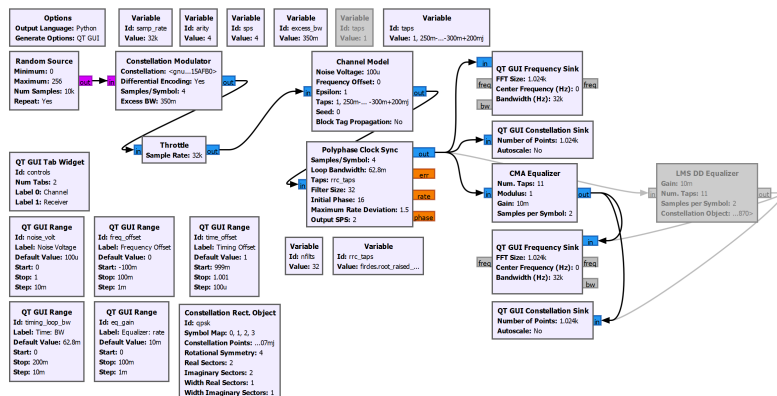 Options
Output Language: Python
Generate Options: QT GUI
Variable
Id: samp_rate
Value: 32k
Variable
Id: arity
Value: 4
Variable
Id: sps
Value: 4
Variable
Id: excess_bw
Value: 350m
Variable
Id: taps
Value: 1
Variable
Id: taps
Value: 1, 250m-...-300m+200mj
Random Source
Minimum: 0
Maximum: 256
Num Samples: 10k
Repeat: Yes
out
in
Constellation Modulator
Constellation: <gnu....15AFB0>
Differential Encoding: Yes
Samples/Symbol: 4
Excess BW: 350m
out
in
Throttle
Sample Rate: 32k
out
in
Channel Model
Noise Voltage: 100u
Frequency Offset: 0
Epsilon: 1
Taps: 1, 250m-... -300m+200mj
Seed: 0
Block Tag Propagation: No
out
in
Polyphase Clock Sync
Samples/Symbol: 4
Loop Bandwidth: 62.8m
Taps: rrc_taps
Filter Size: 32
Initial Phase: 16
Maximum Rate Deviation: 1.5
Output SPS: 2
out
err
rate
phase
in
freq
bw
QT GUI Frequency Sink
FFT Size: 1.024k
Center Frequency (Hz): 0
Bandwidth (Hz): 32k
freq
in
QT GUI Constellation Sink
Number of Points: 1.024k
Autoscale: No
in
CMA Equalizer
Num. Taps: 11
Modulus: 1
Gain: 10m
Samples per Symbol: 2
out
in
LMS DD Equalizer
Gain: 10m
Num. Taps: 11
Samples per Symbol: 2
Constellation Object: ...870>
out
QT GUI Tab Widget
Id: controls
Num Tabs: 2
Label 0: Channel
Label 1: Receiver
QT GUI Range
Id: noise_volt
Label: Noise Voltage
Default Value: 100u
Start: 0
Stop: 1
Step: 10m
QT GUI Range
Id: freq_offset
Label: Frequency Offset
Default Value: 0
Start: -100m
Stop: 100m
Step: 1m
QT GUI Range
Id: time_offset
Label: Timing Offset
Default Value: 1
Start: 999m
Stop: 1.001
Step: 100u
Variable
Id: nfilts
Value: 32
Variable
Id: rrc_taps
Value: firdes.root_raised_...
freq
QT GUI Frequency Sink
FFT Size: 1.024k
Center Frequency (Hz): 0
Bandwidth (Hz): 32k
in
freq
bw
QT GUI Range
Id: timing_loop_bw
Label: Time: BW
Default Value: 62.8m
Start: 0
Stop: 200m
Step: 10m
QT GUI Range
Id: eq_gain
Label: Equalizer: rate
Default Value: 10m
Start: 0
Stop: 100m
Step: 1m
Constellation Rect. Object
Id: qpsk
Symbol Map: 0, 1, 2, 3
Constellation Points: ...07mj
Rotational Symmetry: 4
Real Sectors: 2
Imaginary Sectors: 2
Width Real Sectors: 1
Width Imaginary Sectors: 1
QT GUI Constellation Sink
Number of Points: 1.024k
Autoscale: No
in